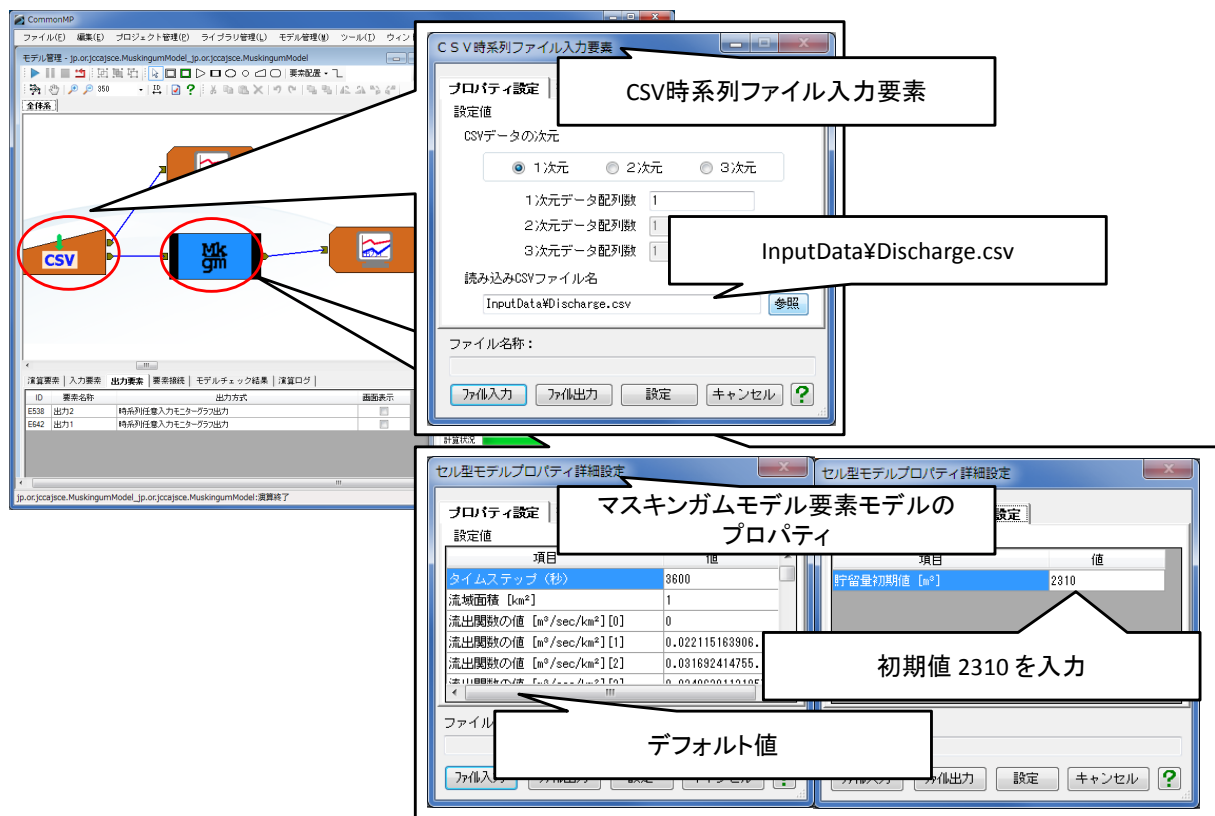 CommonMP
ファイル(F) 編集(E) プロジェクト管理(P) ライブラリ管理(L) モデル管理(M) ツール(T) ウィント
モデル管理 - jp.or.jccajsce.MuskingumModel_jp.or.jccajsce.MuskingumModel
要素配置
350
全体系
CSV
Mk
gm
演算要素 入力要素 出力要素 要素接続 モデルチェック結果 演算ログ
ID 要素名称 出力方式 画面表示
E538 出力2 時系列任意入力モニターグラフ出力
E642 出力1 時系列任意入力モニターグラフ出力
jp.or.jccajsce.MuskingumModel_jp.or.jccajsce.MuskingumModel:演算終了
計算状況
CSV時系列ファイル入力要素
CSV時系列ファイル入力要素
プロパティ設定
設定値
CSVデータの次元
1次元 2次元 3次元
1次元データ配列数 1
2次元データ配列数 1
3次元データ配列数 1
InputData¥Discharge.csv
読み込みCSVファイル名
InputData¥Discharge.csv 参照
ファイル名称：
ファイル入力 ファイル出力 設定 キャンセル ?
セル型モデルプロパティ詳細設定
マスキンガムモデル要素モデルの
プロパティ
プロパティ設定
設定値
項目 値
タイムステップ（秒） 3600
流域面積 [km²] 1
流出関数の値 [m³/sec/km²][0] 0
流出関数の値 [m³/sec/km²][1] 0.022115163906.
流出関数の値 [m³/sec/km²][2] 0.031692414755.
デフォルト値
ファイル
セル型モデルプロパティ詳細設定
設定
項目 値
貯留量初期値 [m³] 2310
初期値 2310 を入力
設定 キャンセル ?